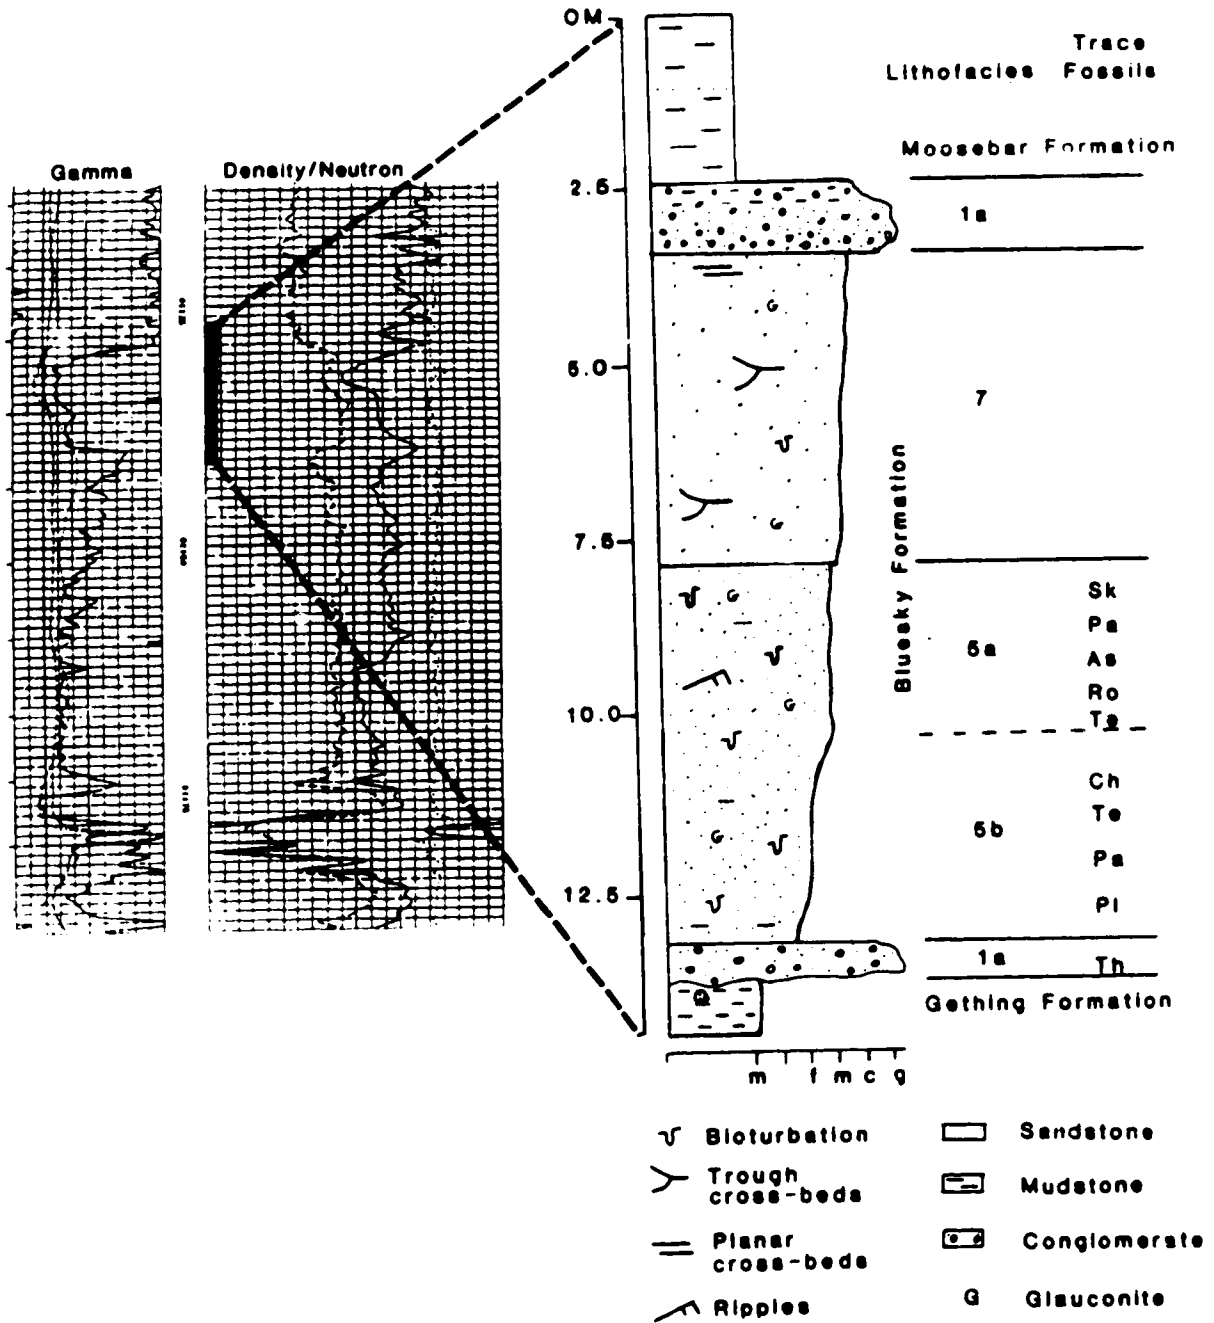 OM
Trace
Lithofacies Fossils
Moosebar Formation
Gamma
Density/Neutron
2.5
1a
5.0
7
Bluesky Formation
7.5
Sk
Pa
5a
As
Ro
Te
10.0
Ch
Te
5b
Pa
12.5
Pl
1a
Th
Gething Formation
m f m c g
Bioturbation
Sandstone
Trough
cross-beds
Mudstone
Planar
cross-beds
Conglomerate
Ripples
G Glauconite